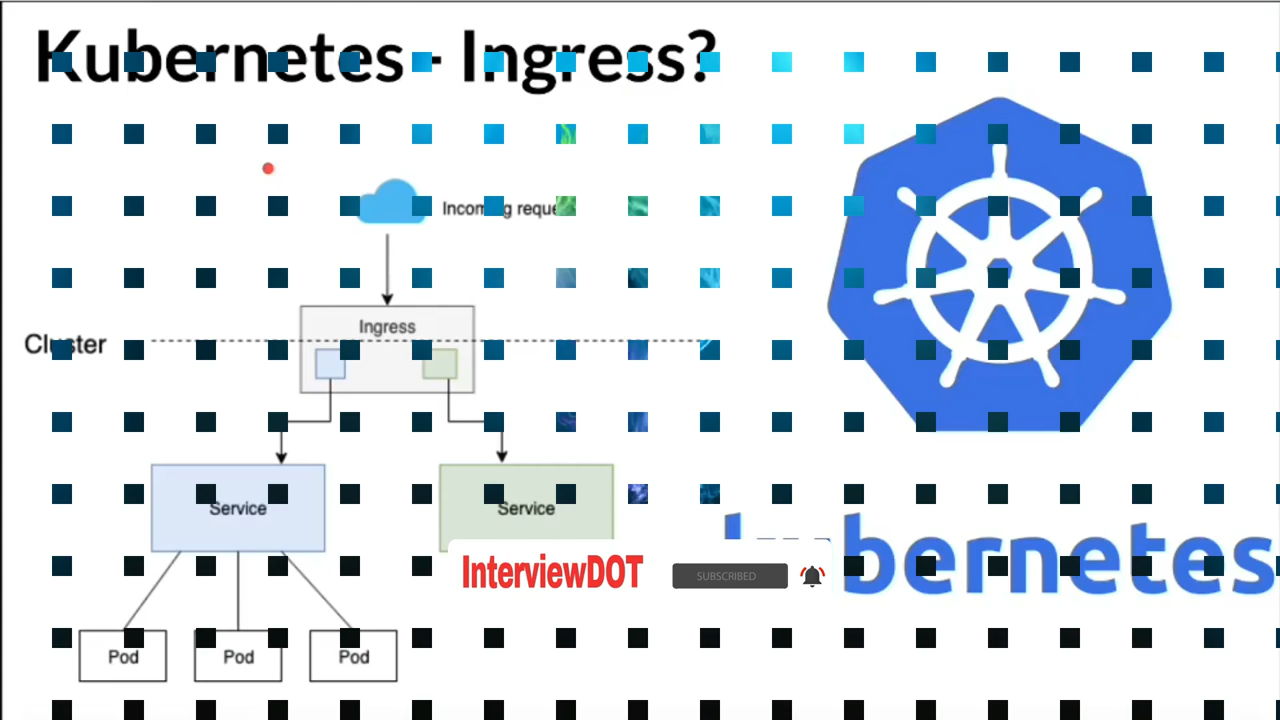 Kubernetes - Ingress?
Incoming reque
Ingress
Cluster
Service
Service
InterviewDOT
SUBSCRIBED
bernetes
Pod
Pod
Pod